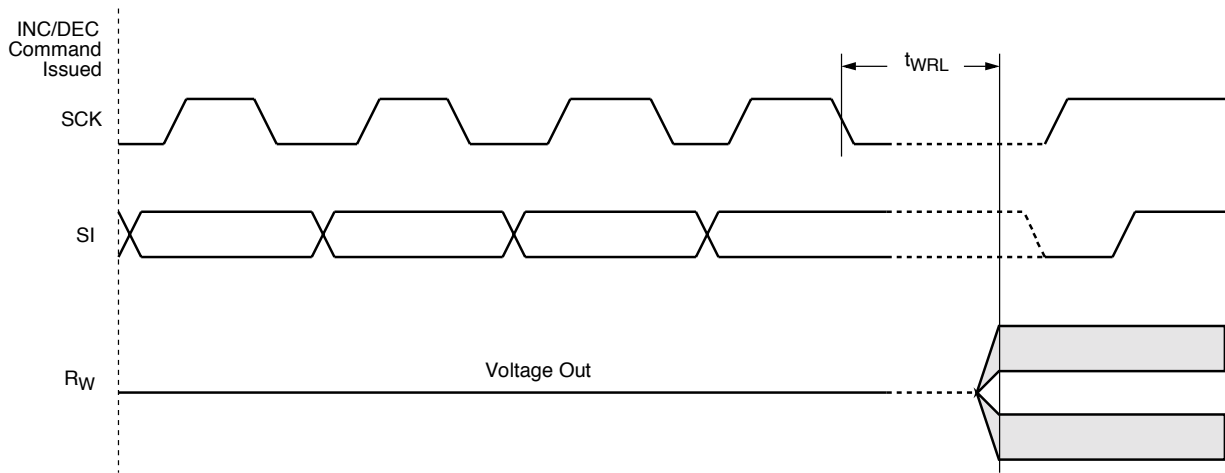 INC/DEC
Command
Issued
tWRL
SCK
SI
Voltage Out
RW